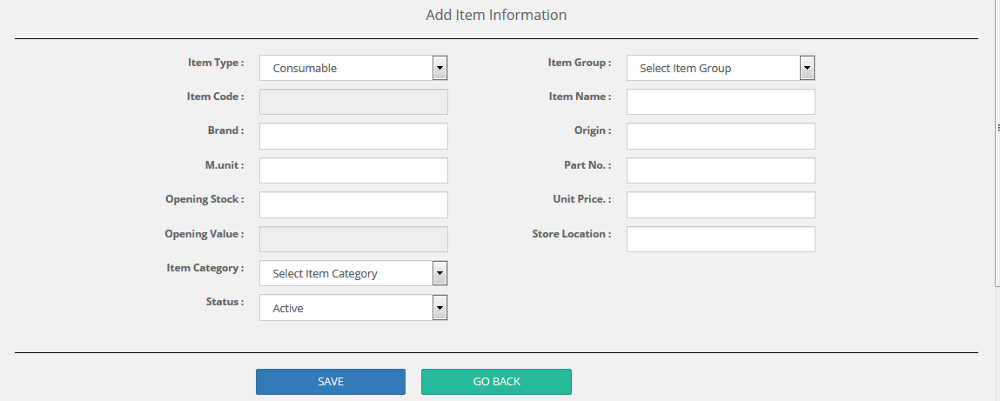 Add Item Information
Item Type : Consumable Item Group : Select Item Group
Item Code : Item Name :
Brand : Origin :
M.unit : Part No. :
Opening Stock : Unit Price. :
Opening Value : Store Location :
Item Category : Select Item Category
Status : Active
SAVE GO BACK